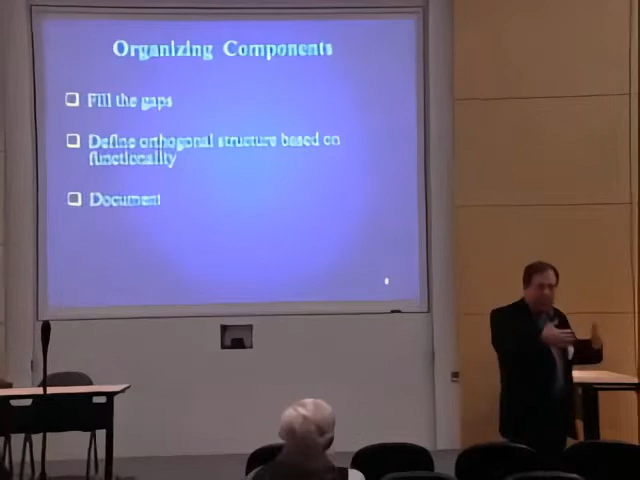 Organizing Components
Fill the gaps
Define orthogonal structure based on
functionality
Document